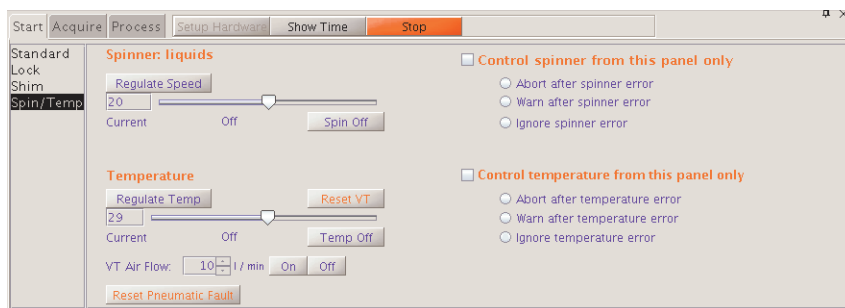 Start Acquire Process Setup Hardware Show Time Stop
Standard
Lock
Shim
Spin/Temp
Spinner: liquids
Regulate Speed
20
Current Off Spin Off
Control spinner from this panel only
Abort after spinner error
Warn after spinner error
Ignore spinner error
Temperature
Regulate Temp Reset VT
29
Current Off Temp Off
VT Air Flow: 10 l / min On Off
Reset Pneumatic Fault
Control temperature from this panel only
Abort after temperature error
Warn after temperature error
Ignore temperature error